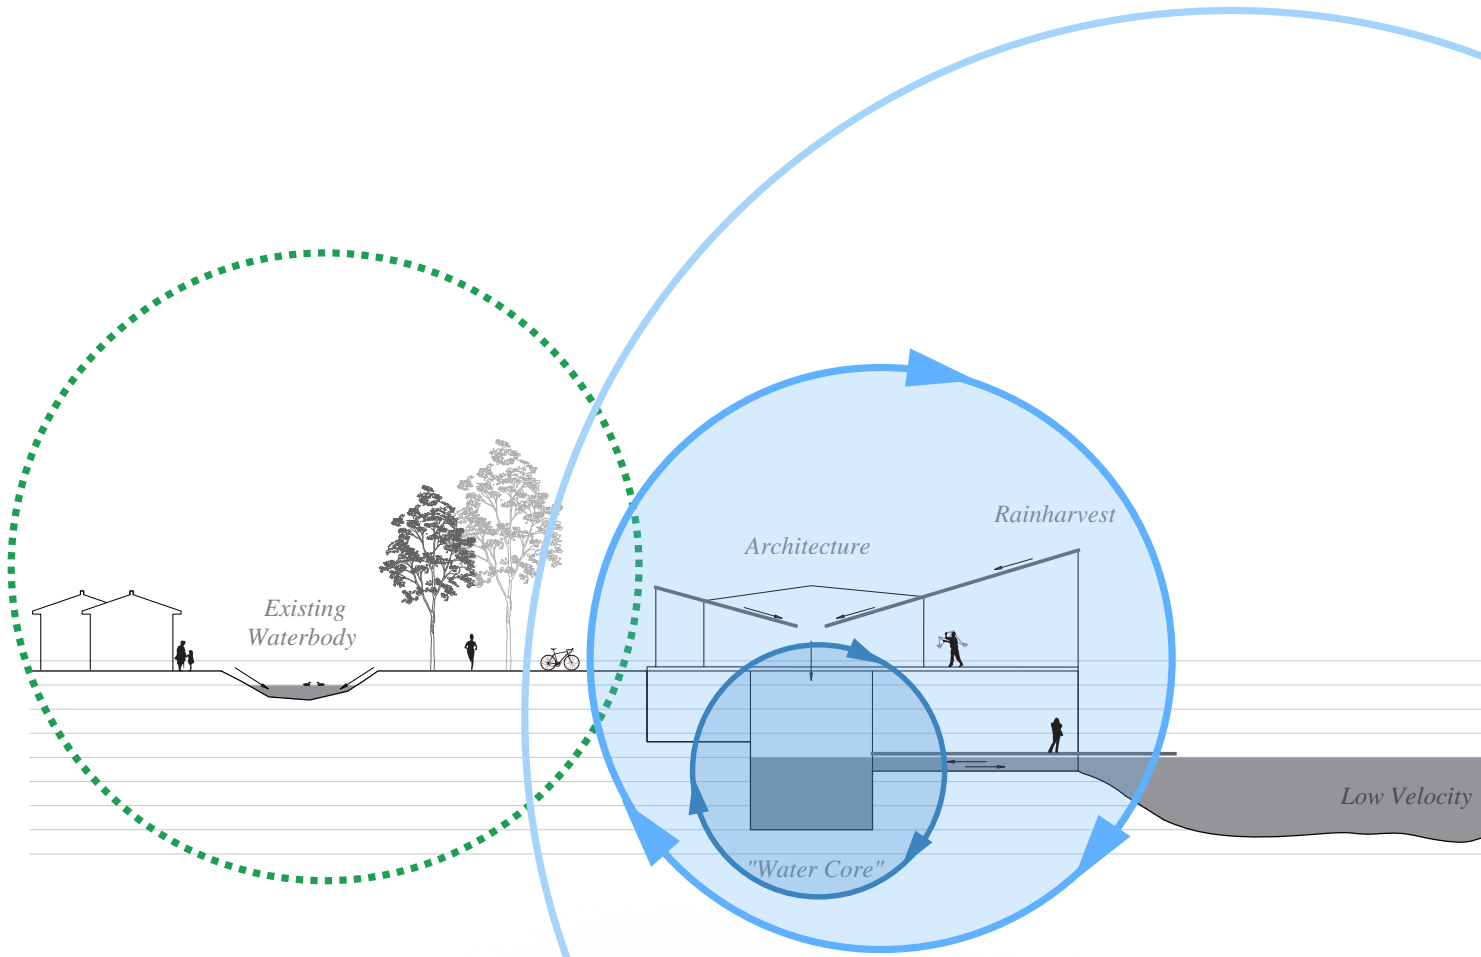 Rainharvest
Architecture
Existing
Waterbody
Low Velocity
"Water Core"